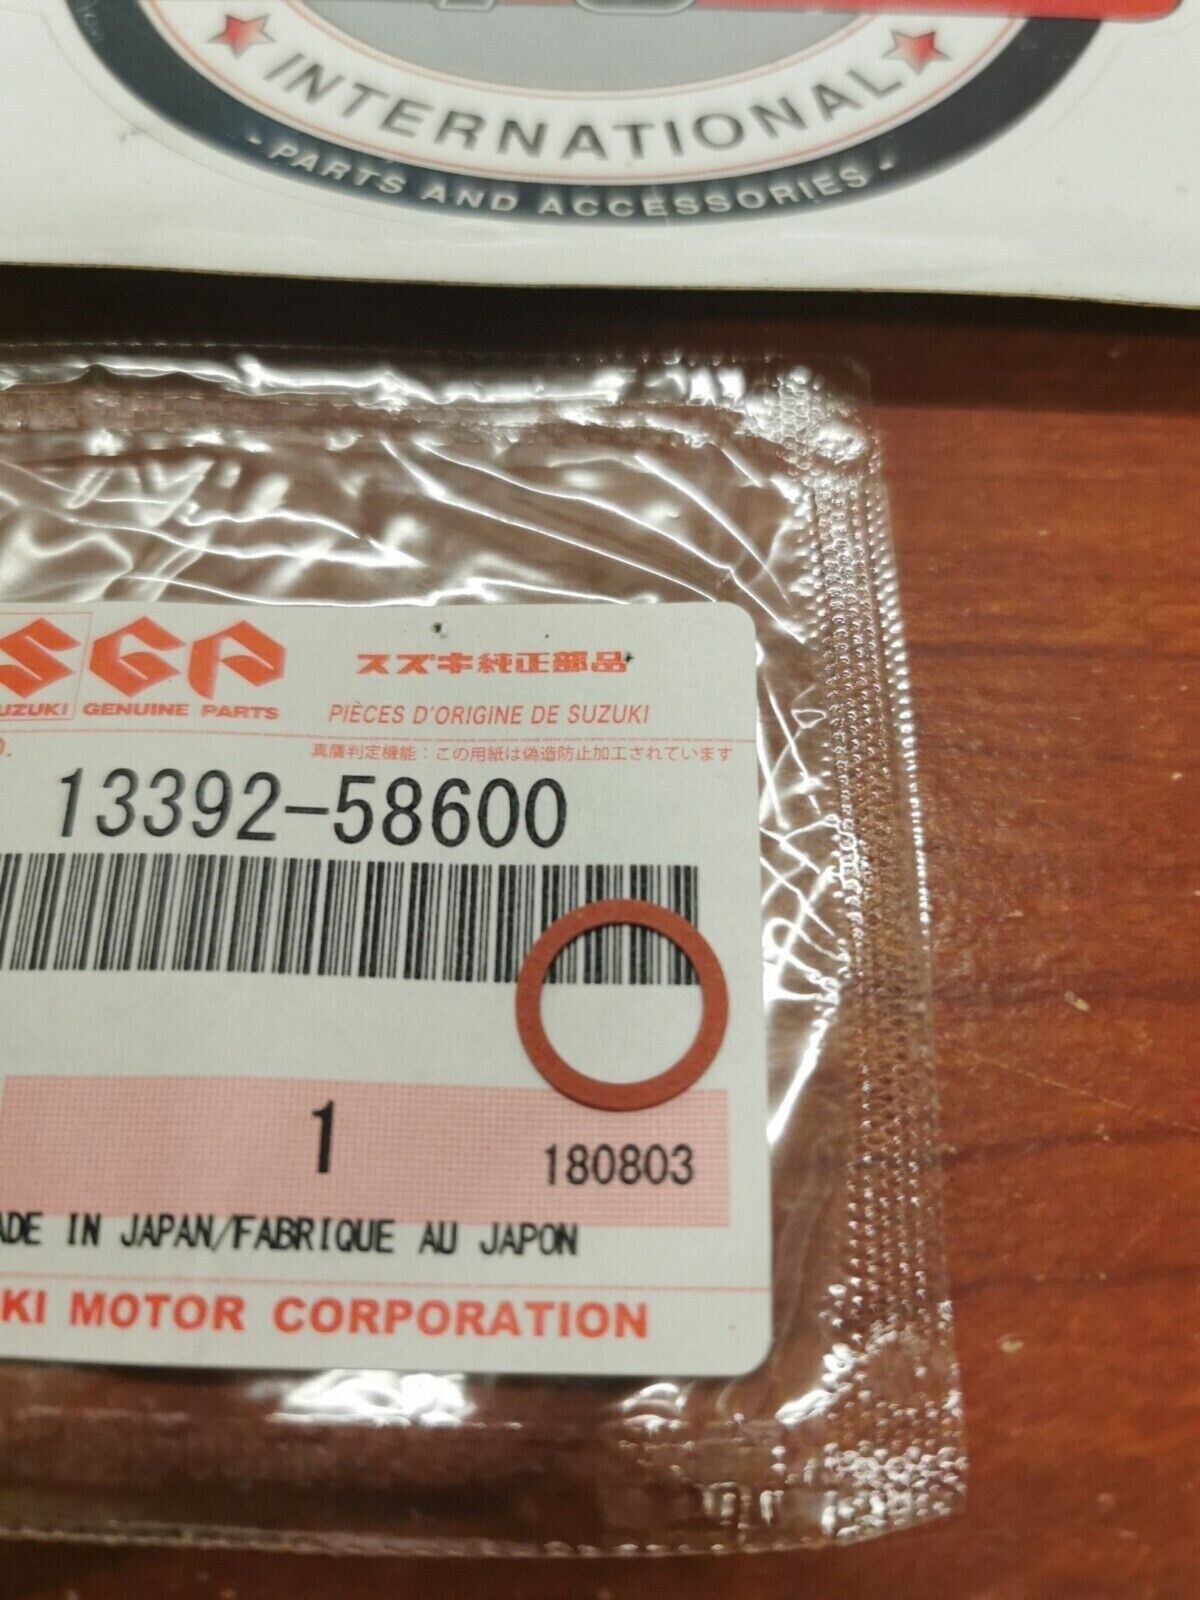 INTERNATIONAL
- PARTS AND ACCESSORIES -
SGP
SUZUKI GENUINE PARTS
スズキ純正部品
PIÈCES D'ORIGINE DE SUZUKI
真贋判定機能:この用紙は偽造防止加工されています
13392-58600
1
180803
ADE IN JAPAN/FABRIQUE AU JAPON
KI MOTOR CORPORATION